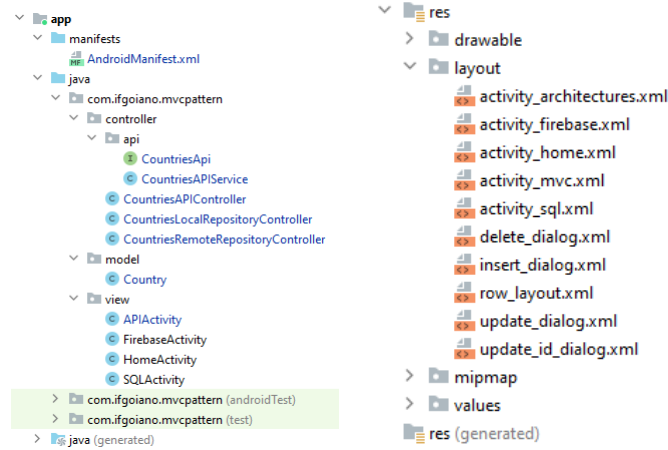 app
manifests
MF AndroidManifest.xml
java
com.ifgoiano.mvcpattern
controller
api
I CountriesApi
C CountriesAPIService
C CountriesAPIController
C CountriesLocalRepositoryController
C CountriesRemoteRepositoryController
model
C Country
view
C APIActivity
C FirebaseActivity
C HomeActivity
C SQLActivity
com.ifgoiano.mvcpattern (androidTest)
com.ifgoiano.mvcpattern (test)
java (generated)
res
drawable
layout
activity_architectures.xml
activity_firebase.xml
activity_home.xml
activity_mvc.xml
activity_sql.xml
delete_dialog.xml
insert_dialog.xml
row_layout.xml
update_dialog.xml
update_id_dialog.xml
mipmap
values
res (generated)